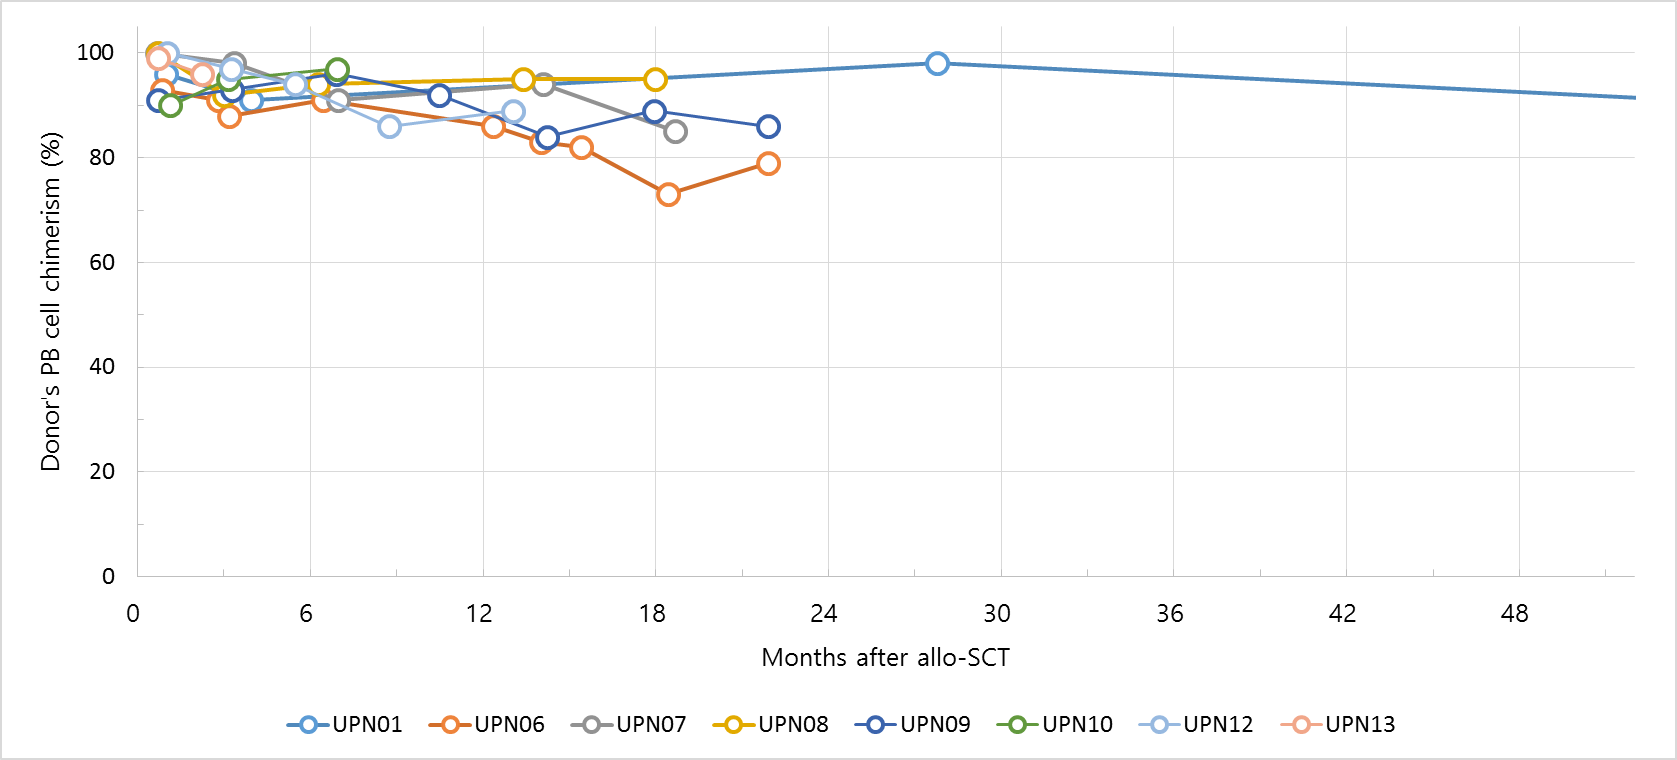 Donor's PB cell chimerism (%)
100
80
60
40
20
0
0 6 12 18 24 30 36 42 48
Months after allo-SCT
UPN01 UPN06 UPN07 UPN08 UPN09 UPN10 UPN12 UPN13